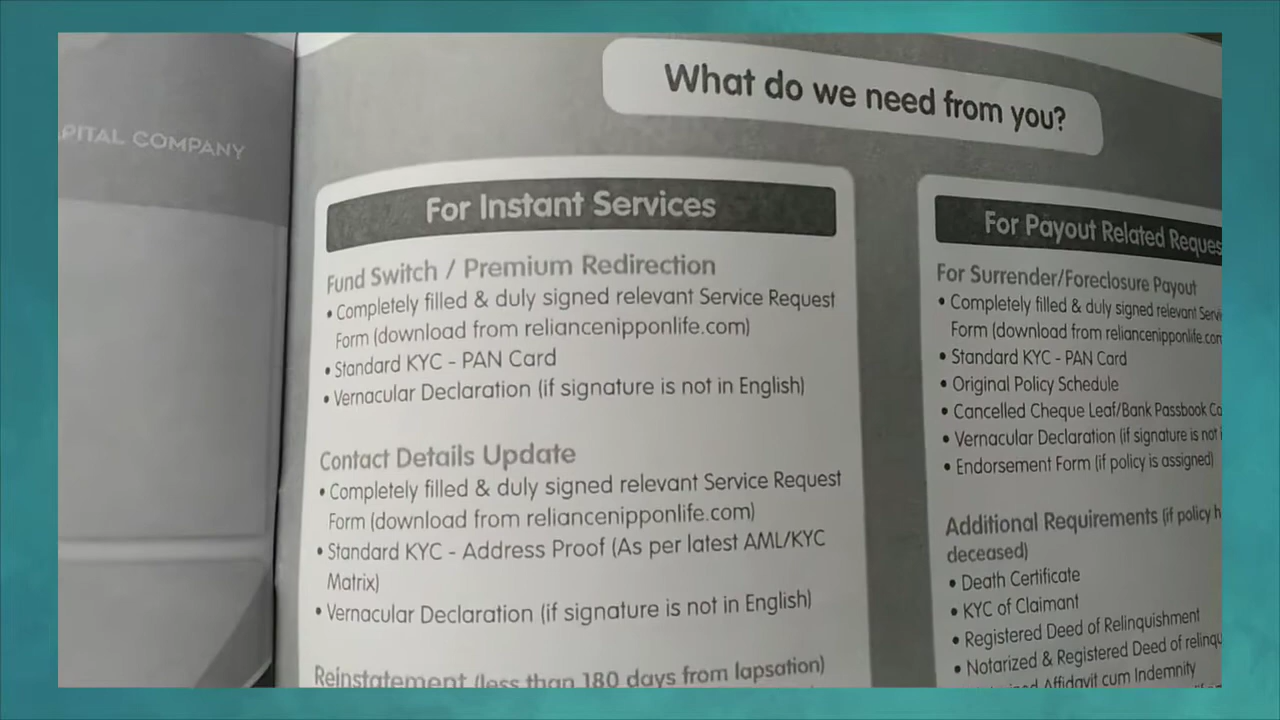 COMPANY
What do we need from you?
For Instant Services
Fund Switch / Premium Redirection
• Completely filled & duly signed relevant Service Request
Form (download from reliancenipponlife.com)
• Standard KYC - PAN Card
• Vernacular Declaration (if signature is not in English)
Contact Details Update
• Completely filled & duly signed relevant Service Request
Form (download from reliancenipponlife.com)
• Standard KYC - Address Proof (As per latest AML/KYC
Matrix)
• Vernacular Declaration (if signature is not in English)
Reinstatement (less than 180 days from lapsation)
For Payout Related
For Surrender/Foreclosure Payout
• Completely filled & duly signed relevant
Form (download from
• Standard KYC - PAN Card
• Original Policy Schedule
• Cancelled Cheque Leaf/Bank Passbook
• Vernacular Declaration (if signature is not
• Endorsement Form (if policy is assigned)
Additional Requirements (if policy
deceased)
• Death Certificate
• KYC of Claimant
• Registered Deed of Relinquishment
• Notarized & Registered Deed of
Affidavit cum Indemnity